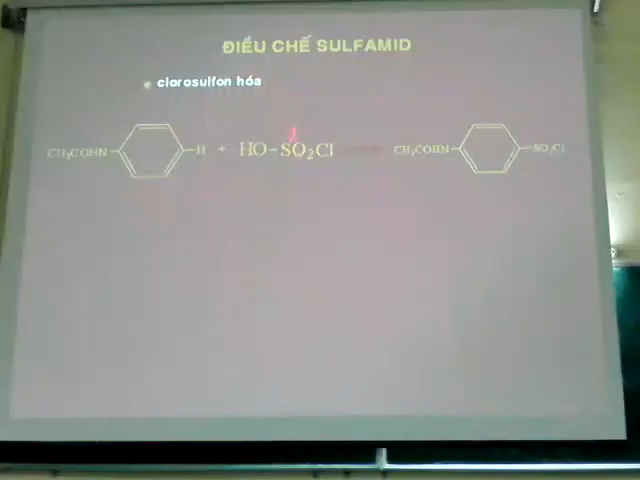 ĐIỀU CHẾ SULFAMID
clorosulfon hóa
CH₃COHN H + HO-SO₂Cl CH₃COHN SO₂Cl